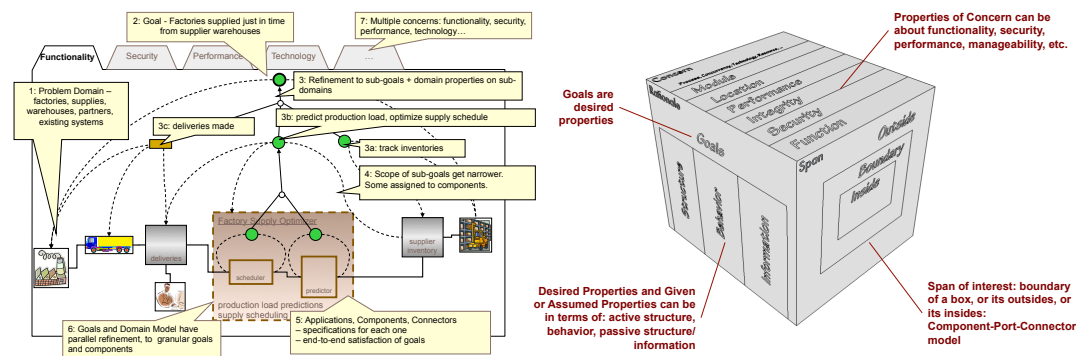 2: Goal - Factories supplied just in time
from supplier warehouses
7: Multiple concerns: functionality, security,
performance, technology…
Functionality
Security
Performance
Technology
…
1: Problem Domain –
factories, supplies,
warehouses, partners,
existing systems
3: Refinement to sub-goals + domain properties on sub-
domains
3b: predict production load, optimize supply schedule
3c: deliveries made
3a: track inventories
4: Scope of sub-goals get narrower.
Some assigned to components.
Factory Supply Optimizer
deliveries
scheduler
predictor
supplier
inventory
production load predictions
supply scheduling
6: Goals and Domain Model have
parallel refinement, to granular goals
and components
5: Applications, Components, Connectors
– specifications for each one
– end-to-end satisfaction of goals
Properties of Concern can be
about functionality, security,
performance, manageability, etc.
Goals are
desired
properties
Concern
Module
Location
Performance
Integrity
Security
Function
Rationale
Goals
Structure
Behavior
Information
Span
Outside
Boundary
Inside
Desired Properties and Given
or Assumed Properties can be
in terms of: active structure,
behavior, passive structure/
information
Span of interest: boundary
of a box, or its outsides, or
its insides:
Component-Port-Connector
model